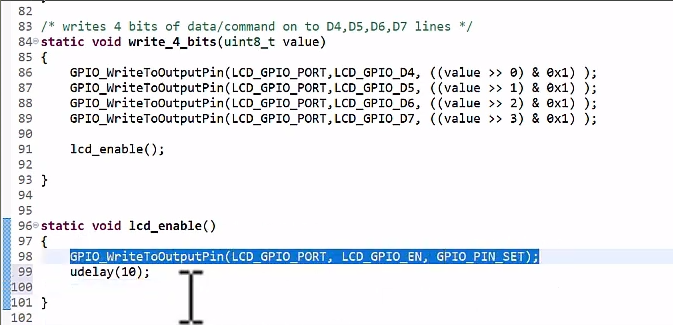 82
83 /* writes 4 bits of data/command on to D4,D5,D6,D7 lines */
84 static void write_4_bits(uint8_t value)
85 {
86     GPIO_WriteToOutputPin(LCD_GPIO_PORT,LCD_GPIO_D4, ((value >> 0) & 0x1) );
87     GPIO_WriteToOutputPin(LCD_GPIO_PORT,LCD_GPIO_D5, ((value >> 1) & 0x1) );
88     GPIO_WriteToOutputPin(LCD_GPIO_PORT,LCD_GPIO_D6, ((value >> 2) & 0x1) );
89     GPIO_WriteToOutputPin(LCD_GPIO_PORT,LCD_GPIO_D7, ((value >> 3) & 0x1) );
90
91     lcd_enable();
92
93 }
94
95
96 static void lcd_enable()
97 {
98     GPIO_WriteToOutputPin(LCD_GPIO_PORT, LCD_GPIO_EN, GPIO_PIN_SET);
99     udelay(10);
100
101 }
102